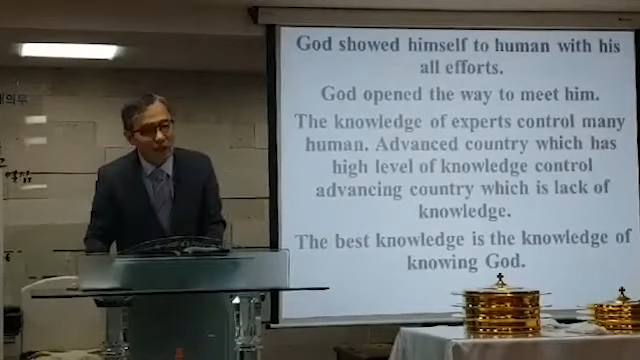 God showed himself to human with his
all efforts.
God opened the way to meet him.
The knowledge of experts control many
human. Advanced country which has
high level of knowledge control
advancing country which is lack of
knowledge.
The best knowledge is the knowledge of
knowing God.